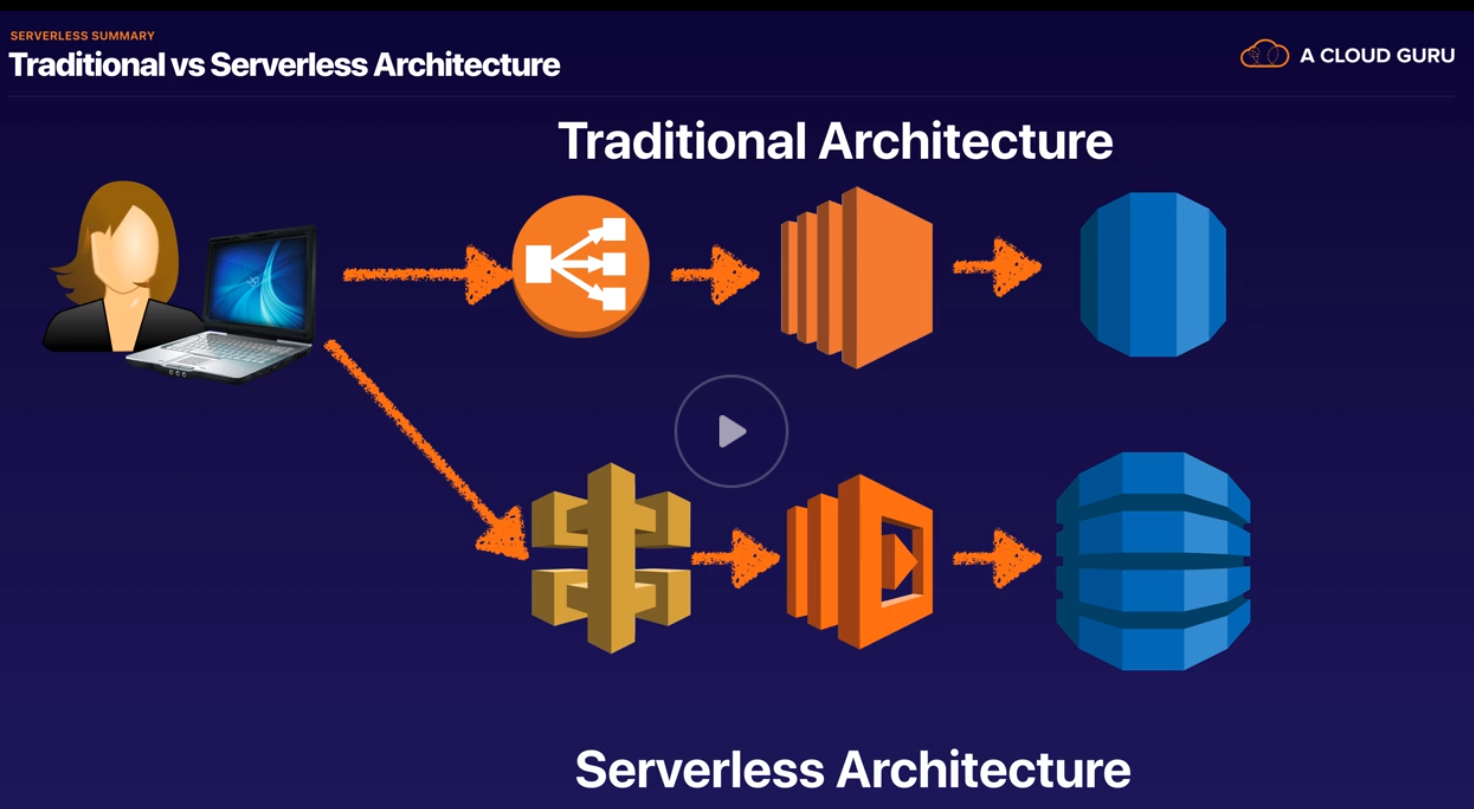 SERVERLESS SUMMARY
Traditional vs Serverless Architecture
A CLOUD GURU
Traditional Architecture
Serverless Architecture